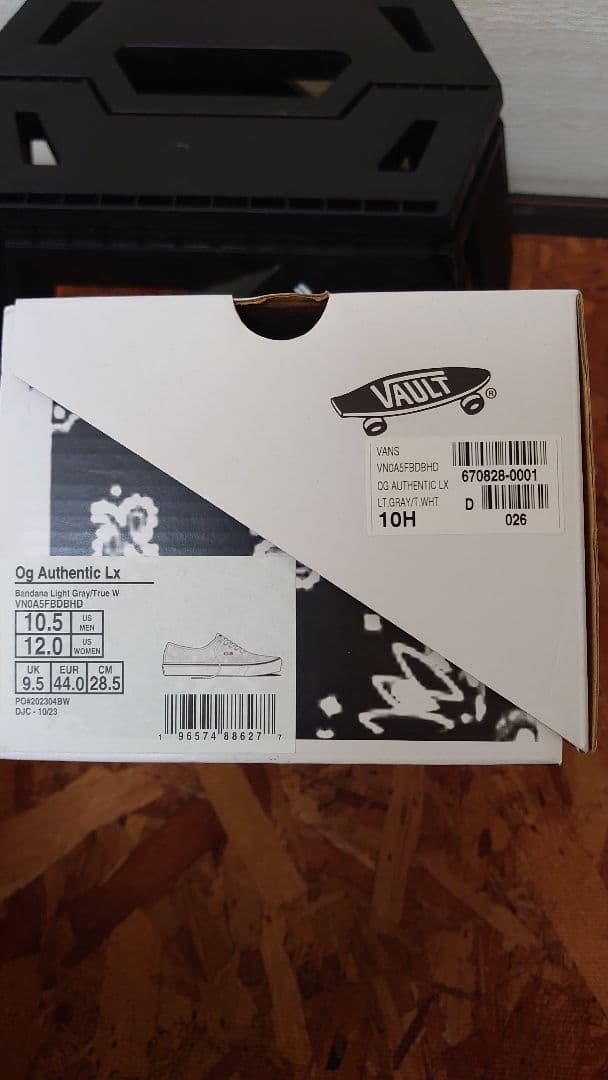 VAULT
®
VANS
VN0A5FBDBHD
OG AUTHENTIC LX
LT.GRAY/T.WHT
10H
670828-0001
D
026
Og Authentic Lx
Bandana Light Gray/True W
VN0A5FBDBHD
10.5 US MEN
12.0 US WOMEN
UK EUR CM
9.5 44.0 28.5
PO#202304BW
DJC - 10/23
1 96574 88627 7